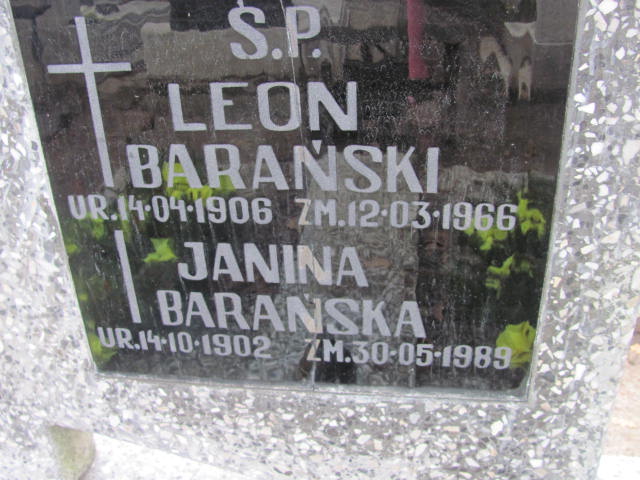 Ś.P.
LEON
BARAŃSKI
UR.14·04·1906 ZM.12·03·1966
JANINA
BARAŃSKA
UR.14·10·1902 ZM.30·05·1989